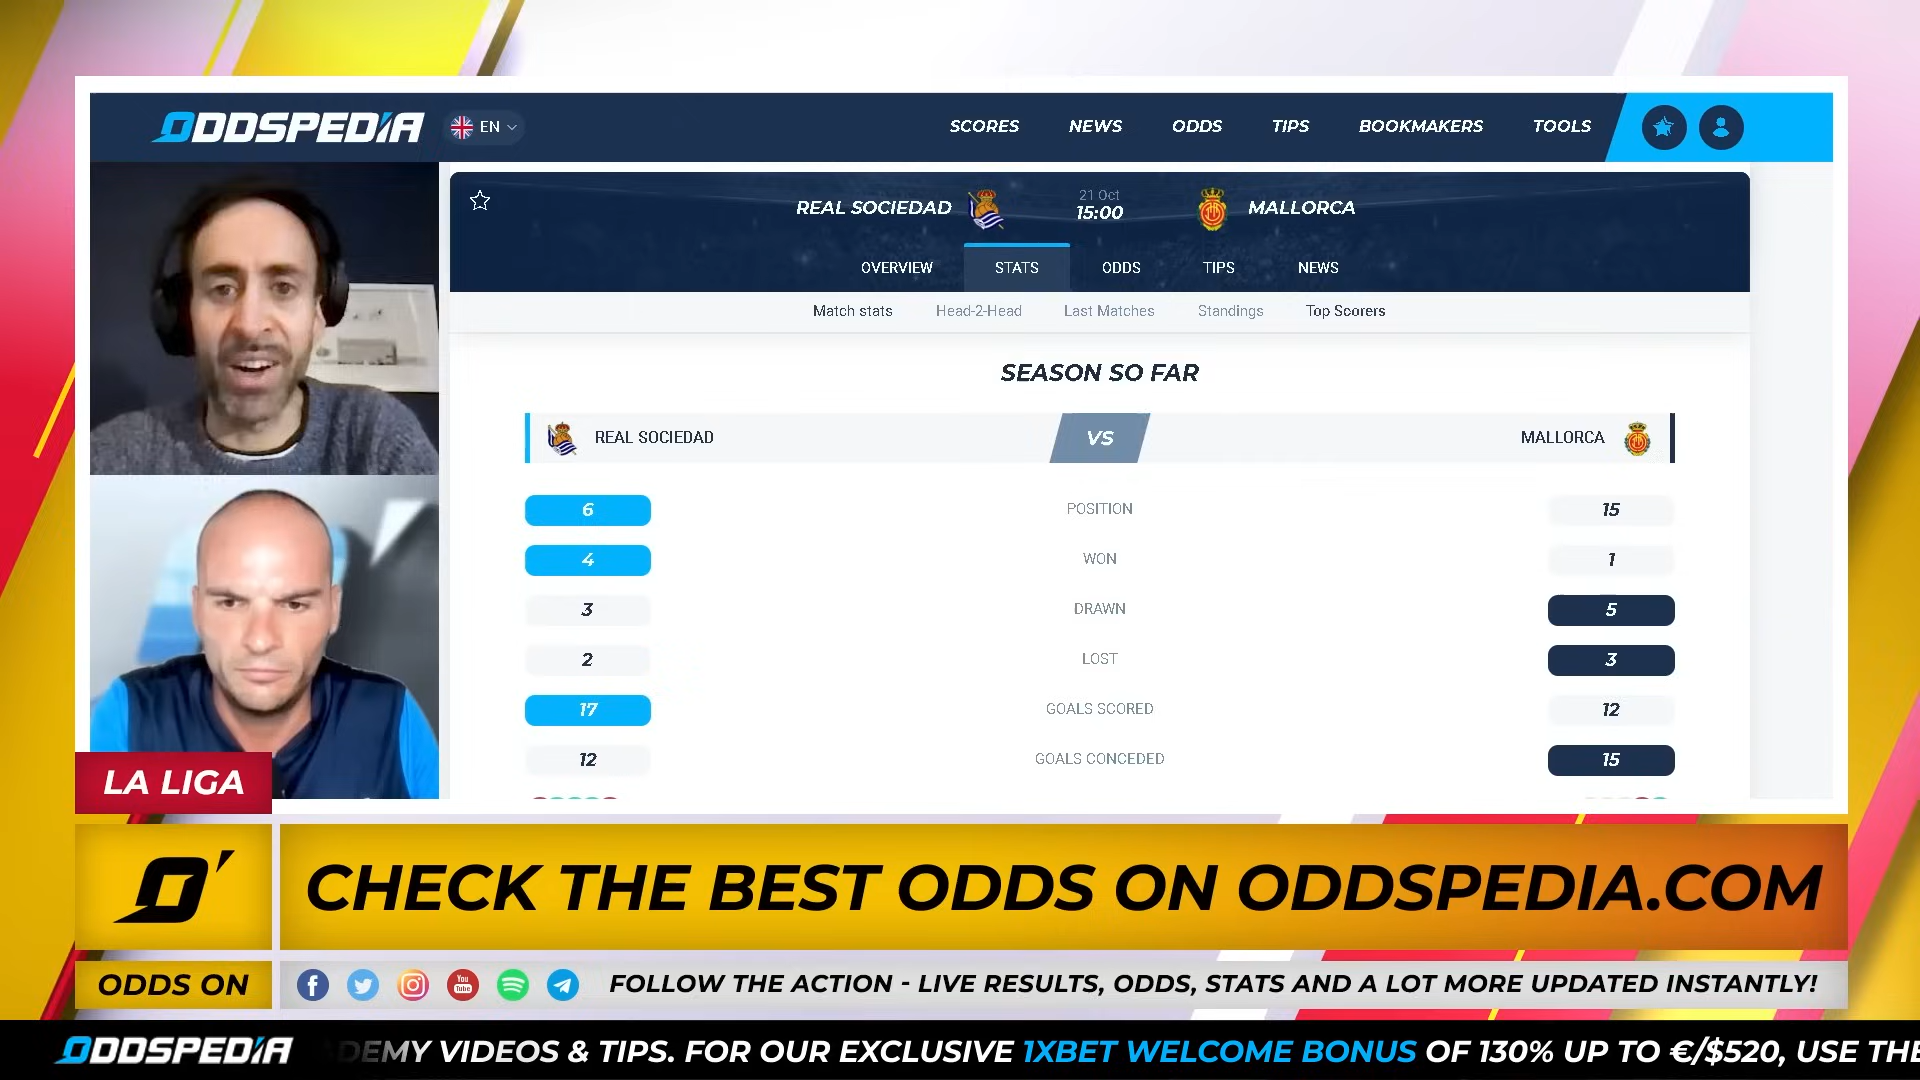 ODDSPEDIA EN SCORES NEWS ODDS TIPS BOOKMAKERS TOOLS
21 Oct
REAL SOCIEDAD 15:00 MALLORCA
OVERVIEW STATS ODDS TIPS NEWS
Match stats Head-2-Head Last Matches Standings Top Scorers
SEASON SO FAR
REAL SOCIEDAD VS MALLORCA
6 POSITION 15
4 WON 1
3 DRAWN 5
2 LOST 3
17 GOALS SCORED 12
12 GOALS CONCEDED 15
LA LIGA
CHECK THE BEST ODDS ON ODDSPEDIA.COM
ODDS ON
You
Tube
FOLLOW THE ACTION - LIVE RESULTS, ODDS, STATS AND A LOT MORE UPDATED INSTANTLY!
ODDSPEDIA DEMY VIDEOS & TIPS. FOR OUR EXCLUSIVE 1XBET WELCOME BONUS OF 130% UP TO €/$520, USE THE